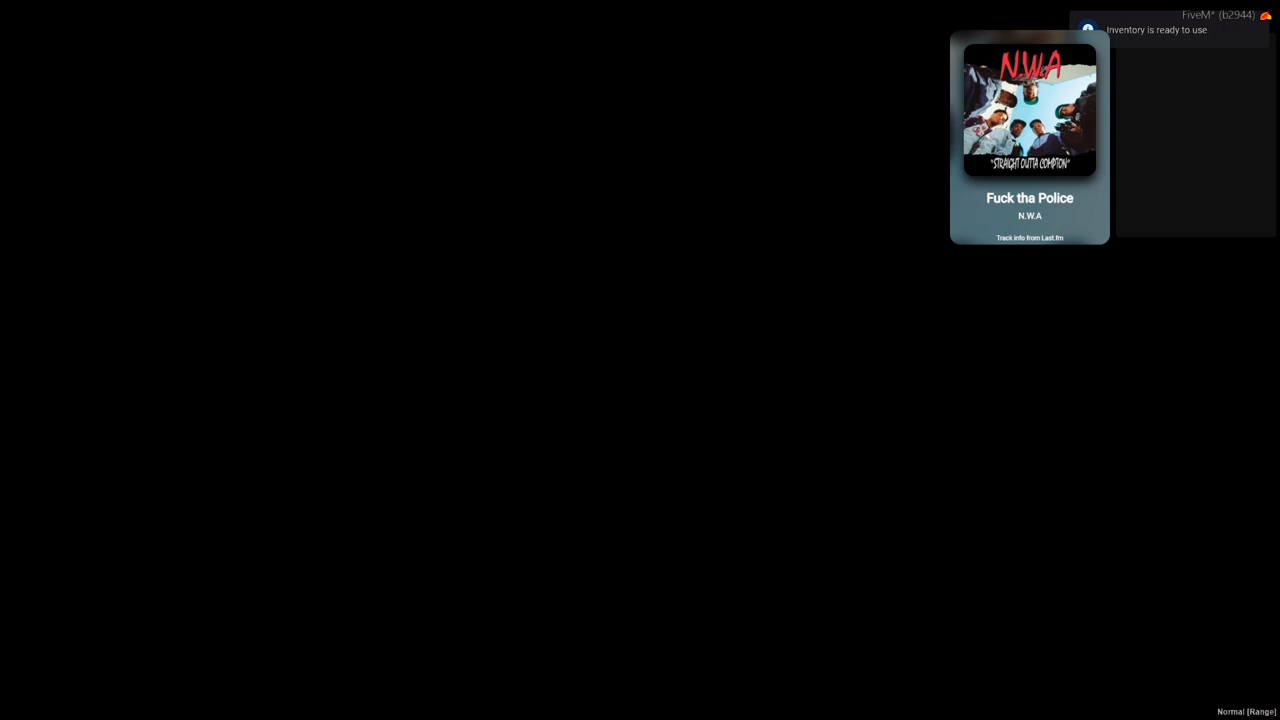 FiveM* (b2944)
Inventory is ready to use
N.W.A
"STRAIGHT OUTTA COMPTON"
Fuck tha Police
N.W.A
Track info from Last.fm
Normal [Range]